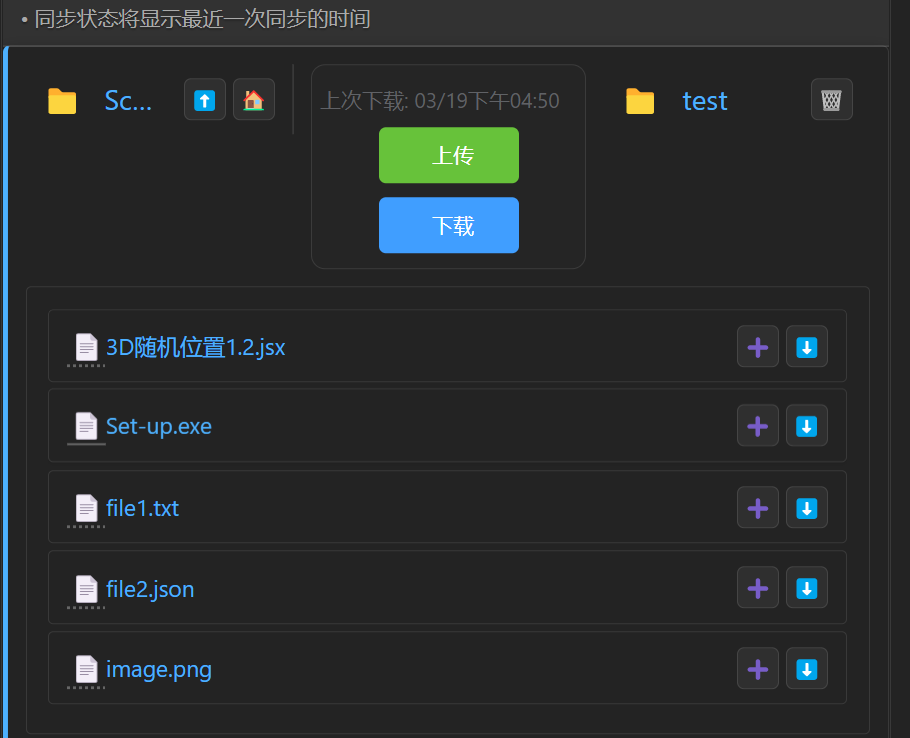 • 同步状态将显示最近一次同步的时间
Sc...
上次下载: 03/19下午04:50
test
上传
下载
3D随机位置1.2.jsx
Set-up.exe
file1.txt
file2.json
image.png